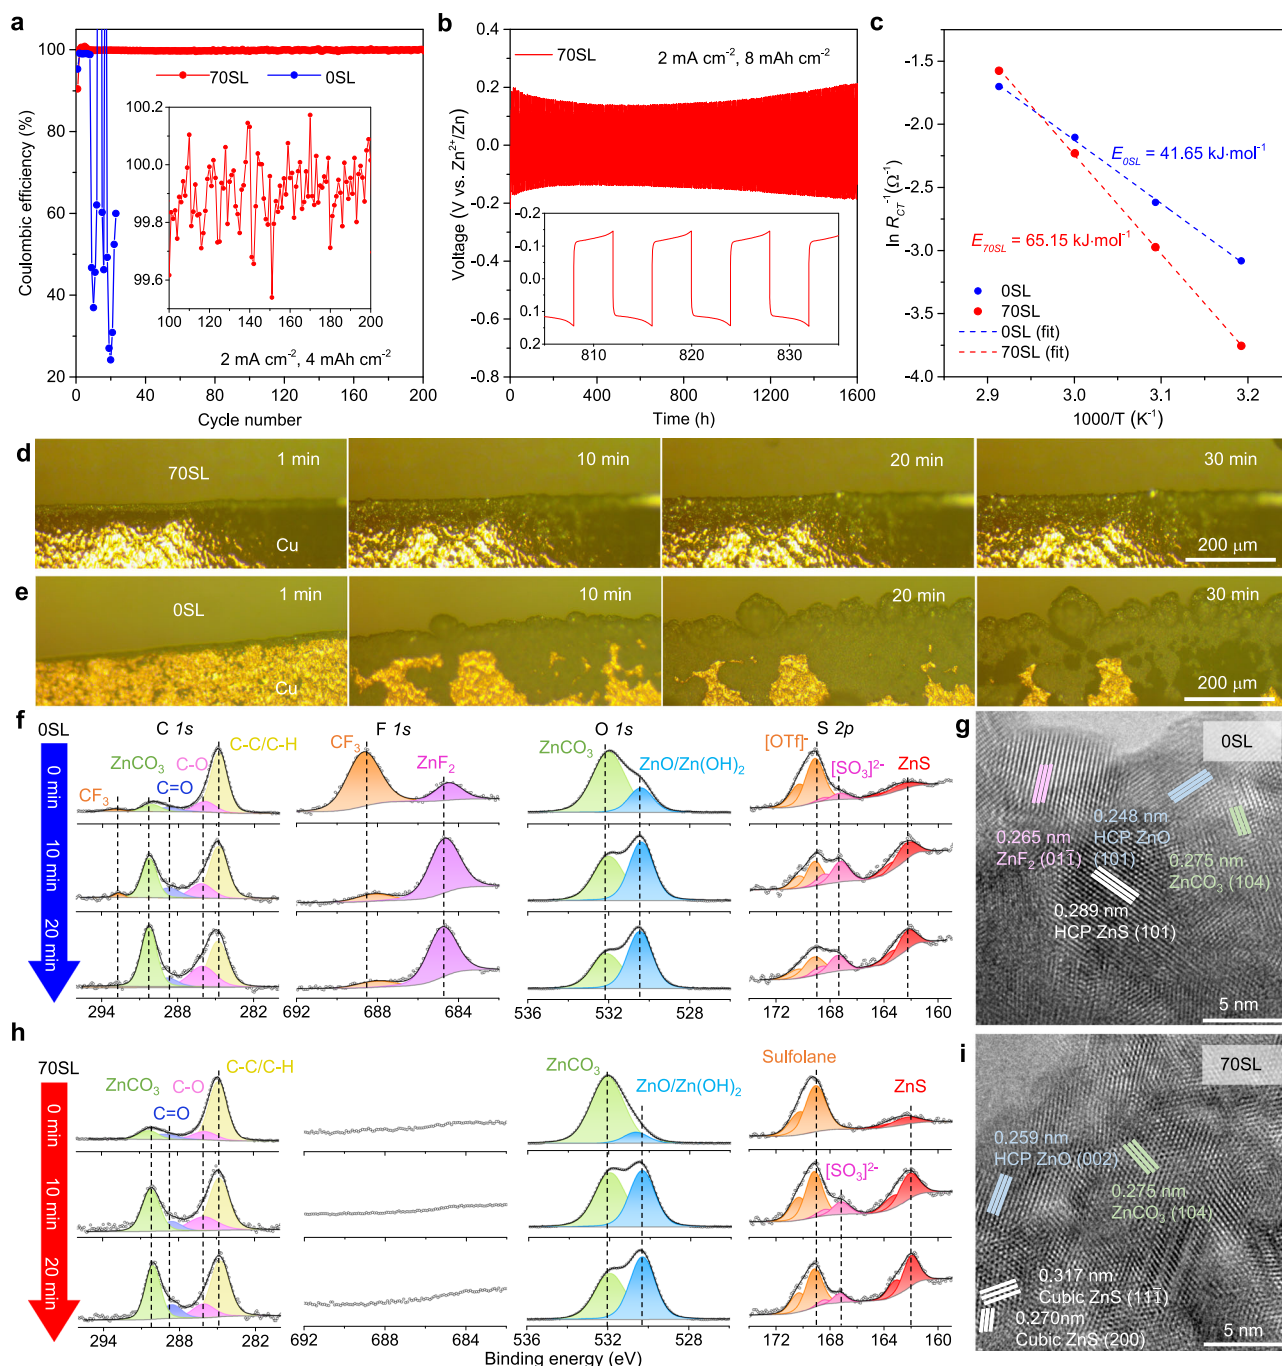 a
Coulombic efficiency (%)
100
80
60
40
20
70SL
0SL
100.2
100.0
99.8
99.6
100 120 140 160 180 200
2 mA cm⁻², 4 mAh cm⁻²
0 40 80 120 160 200
Cycle number
b
Voltage (V vs. Zn²⁺/Zn)
0.4
0.2
0.0
-0.2
-0.4
-0.6
-0.8
70SL
2 mA cm⁻², 8 mAh cm⁻²
-0.2
-0.1
0.0
0.1
0.2
810 820 830
0 400 800 1200 1600
Time (h)
c
ln R_CT⁻¹(Ω⁻¹)
-1.5
-2.0
-2.5
-3.0
-3.5
-4.0
E0SL = 41.65 kJ·mol⁻¹
E70SL = 65.15 kJ·mol⁻¹
0SL
70SL
0SL (fit)
70SL (fit)
2.9 3.0 3.1 3.2
1000/T (K⁻¹)
d
70SL
1 min
10 min
20 min
30 min
Cu
200 µm
e
0SL
1 min
10 min
20 min
30 min
Cu
200 µm
f
0SL
0 min
10 min
20 min
C 1s
F 1s
O 1s
S 2p
CF₃
ZnCO₃
C=O
C-O
C-C/C-H
CF₃
ZnF₂
ZnCO₃
ZnO/Zn(OH)₂
[OTf]⁻
[SO₃]²⁻
ZnS
294 288 282
692 688 684
536 532 528
172 168 164 160
g
0SL
0.265 nm
ZnF₂ (011̅)
0.248 nm
HCP ZnO
(101)
0.275 nm
ZnCO₃ (104)
0.289 nm
HCP ZnS (101)
5 nm
h
70SL
0 min
10 min
20 min
ZnCO₃
C=O
C-O
C-C/C-H
ZnCO₃
ZnO/Zn(OH)₂
Sulfolane
[SO₃]²⁻
ZnS
292 288 284 280
692 688 684
536 532 528
172 168 164 160
Binding energy (eV)
i
70SL
0.259 nm
HCP ZnO (002)
0.275 nm
ZnCO₃ (104)
0.317 nm
Cubic ZnS (111̅)
0.270nm
Cubic ZnS (200)
5 nm